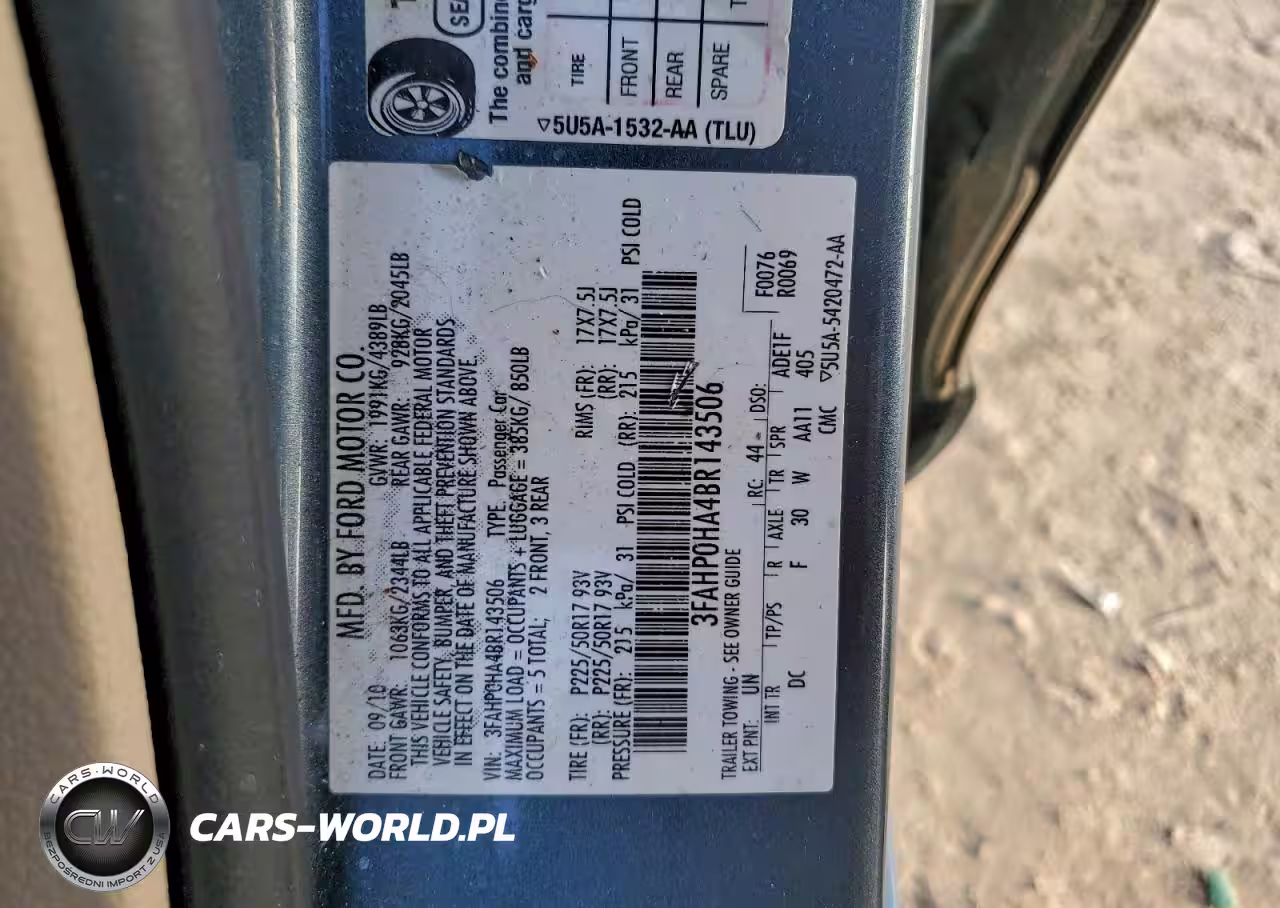 SEA
The combine
and carg
TIRE
FRONT
REAR
SPARE
▽5U5A-1532-AA (TLU)
MFD. BY FORD MOTOR CO.
DATE: 09/10 GVWR: 1991KG/4389LB
FRONT GAWR: 1063KG/2344LB REAR GAWR: 928KG/2045LB
THIS VEHICLE CONFORMS TO ALL APPLICABLE FEDERAL MOTOR
VEHICLE SAFETY, BUMPER, AND THEFT PREVENTION STANDARDS
IN EFFECT ON THE DATE OF MANUFACTURE SHOWN ABOVE.
VIN: 3FAHP0HA4BR143506 TYPE: Passenger Car
MAXIMUM LOAD = OCCUPANTS + LUGGAGE = 385KG/ 850LB
OCCUPANTS = 5 TOTAL; 2 FRONT, 3 REAR
TIRE (FR): P225/50R17 93V RIMS (FR): 17X7.5J
(RR): P225/50R17 93V (RR): 17X7.5J
PRESSURE (FR): 215 kPa/ 31 PSI COLD (RR): 215 kPa/ 31 PSI COLD
3FAHP0HA4BR143506
F0076
R0069
TRAILER TOWING - SEE OWNER GUIDE
EXT PNT: UN RC: 44 DSO:
INT TR TP/PS R AXLE TR SPR ADETF
DC F 30 W AA11 405
CMC ▽5U5A-5420472-AA
CARS-WORLD
CW
BEZPOŚREDNI IMPORT Z USA
CARS-WORLD.PL